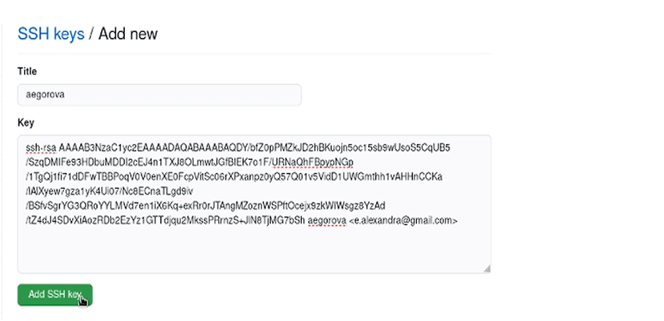 SSH keys / Add new
Title
aegorova
Key
ssh-rsa AAAAB3NzaC1yc2EAAAADAQABAAABAQDY/bfZ0pPMZkJD2hBKuojn5oc15sb9wUsoS5CqUB5
/SzqDMIFe93HDbuMDDI2cEJ4n1TXJ8OLmwtJGfBIEK7o1F/URNaQhFBpypNGp
/1TgQj1fi71dDFwTBBPoqV0V0enXE0FcpVitSc06rXPxanpz0yQ57Q01v5VidD1UWGmthh1vAHHnCCKa
/IAlXyew7gza1yK4Ui07/Nc8ECnaTLgd9iv
/BSfvSgrYG3QRoYYLMVd7en1iX6Kq+exRr0rJTAngMZoznWSPftOcejx9zkWIWsgz8YzAd
/tZ4dJ4SDvXiAozRDb2EzYz1GTTdjqu2MkssPRrnzS+JlN8TjMG7bSh aegorova <e.alexandra@gmail.com>
Add SSH key